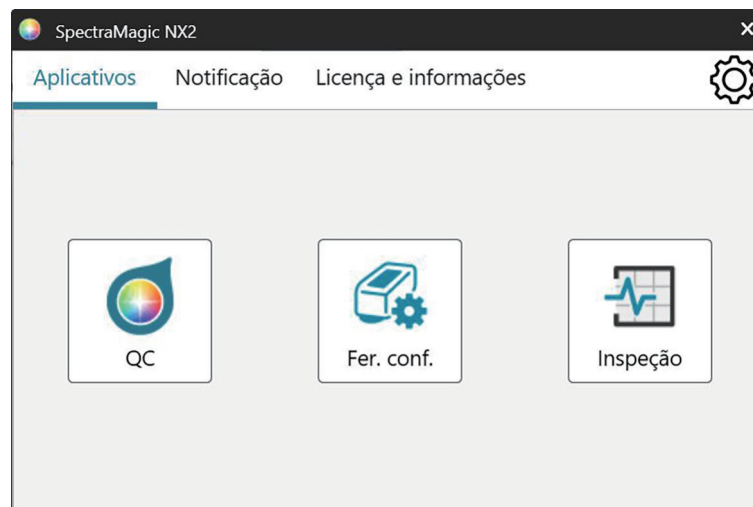 SpectraMagic NX2
Aplicativos Notificação Licença e informações
QC Fer. conf. Inspeção